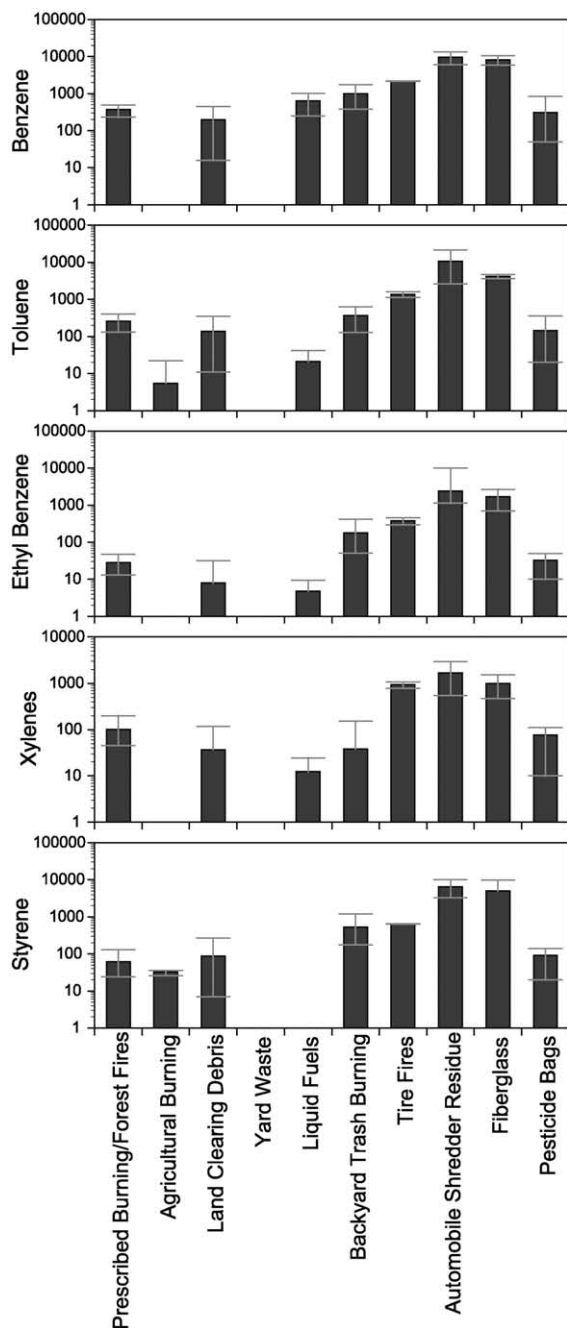 Benzene
100000
10000
1000
100
10
1
Toluene
100000
10000
1000
100
10
1
Ethyl Benzene
100000
10000
1000
100
10
1
Xylenes
10000
1000
100
10
1
Styrene
100000
10000
1000
100
10
1
Prescribed Burning/Forest Fires
Agricultural Burning
Land Clearing Debris
Yard Waste
Liquid Fuels
Backyard Trash Burning
Tire Fires
Automobile Shredder Residue
Fiberglass
Pesticide Bags